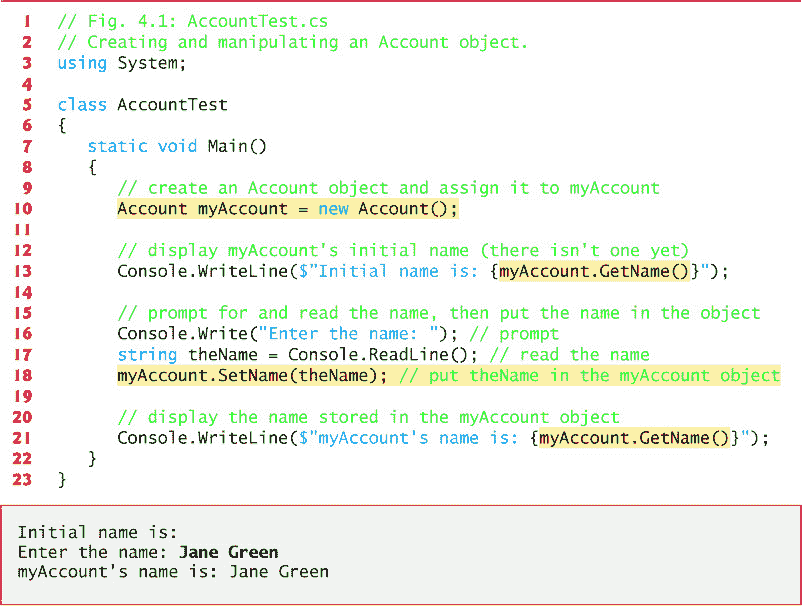 1 // Fig. 4.1: AccountTest.cs
2 // Creating and manipulating an Account object.
3 using System;
4
5 class AccountTest
6 {
7 static void Main()
8 {
9 // create an Account object and assign it to myAccount
10 Account myAccount = new Account();
11
12 // display myAccount's initial name (there isn't one yet)
13 Console.WriteLine($"Initial name is: {myAccount.GetName()}");
14
15 // prompt for and read the name, then put the name in the object
16 Console.Write("Enter the name: "); // prompt
17 string theName = Console.ReadLine(); // read the name
18 myAccount.SetName(theName); // put theName in the myAccount object
19
20 // display the name stored in the myAccount object
21 Console.WriteLine($"myAccount's name is: {myAccount.GetName()}");
22 }
23 }
Initial name is:
Enter the name: Jane Green
myAccount's name is: Jane Green